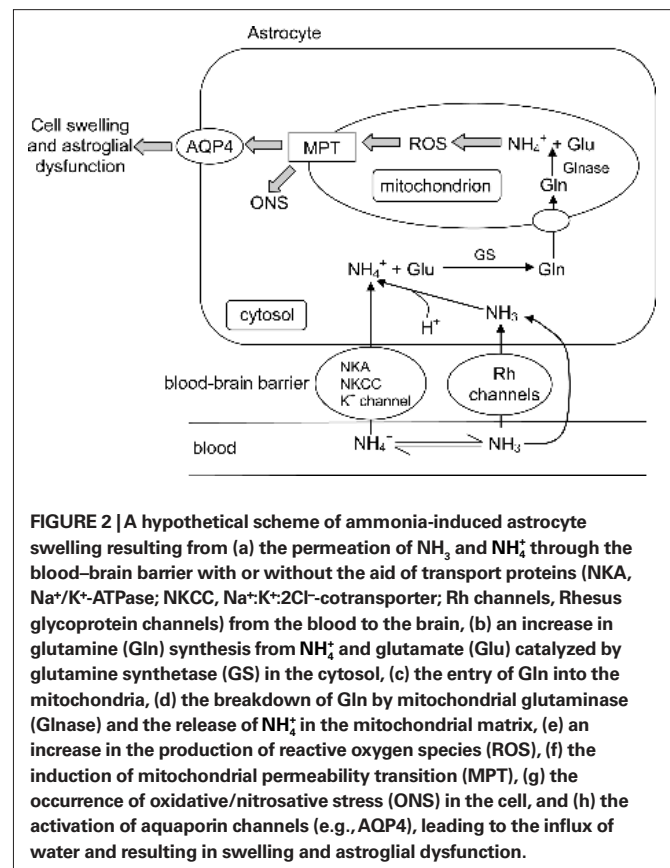 Astrocyte
Cell swelling
and astroglial
dysfunction
AQP4
MPT
ROS
NH₄⁺ + Glu
Glnase
Gln
mitochondrion
ONS
NH₄⁺ + Glu
GS
Gln
cytosol
H⁺
NH₃
blood-brain barrier
NKA
NKCC
K⁻ channel
Rh
channels
blood
NH₄⁻
NH₃
FIGURE 2 | A hypothetical scheme of ammonia-induced astrocyte
swelling resulting from (a) the permeation of NH₃ and NH₄⁺ through the
blood–brain barrier with or without the aid of transport proteins (NKA,
Na⁺/K⁺-ATPase; NKCC, Na⁺:K⁺:2Cl⁻-cotransporter; Rh channels, Rhesus
glycoprotein channels) from the blood to the brain, (b) an increase in
glutamine (Gln) synthesis from NH₄⁺ and glutamate (Glu) catalyzed by
glutamine synthetase (GS) in the cytosol, (c) the entry of Gln into the
mitochondria, (d) the breakdown of Gln by mitochondrial glutaminase
(Glnase) and the release of NH₄⁺ in the mitochondrial matrix, (e) an
increase in the production of reactive oxygen species (ROS), (f) the
induction of mitochondrial permeability transition (MPT), (g) the
occurrence of oxidative/nitrosative stress (ONS) in the cell, and (h) the
activation of aquaporin channels (e.g., AQP4), leading to the influx of
water and resulting in swelling and astroglial dysfunction.